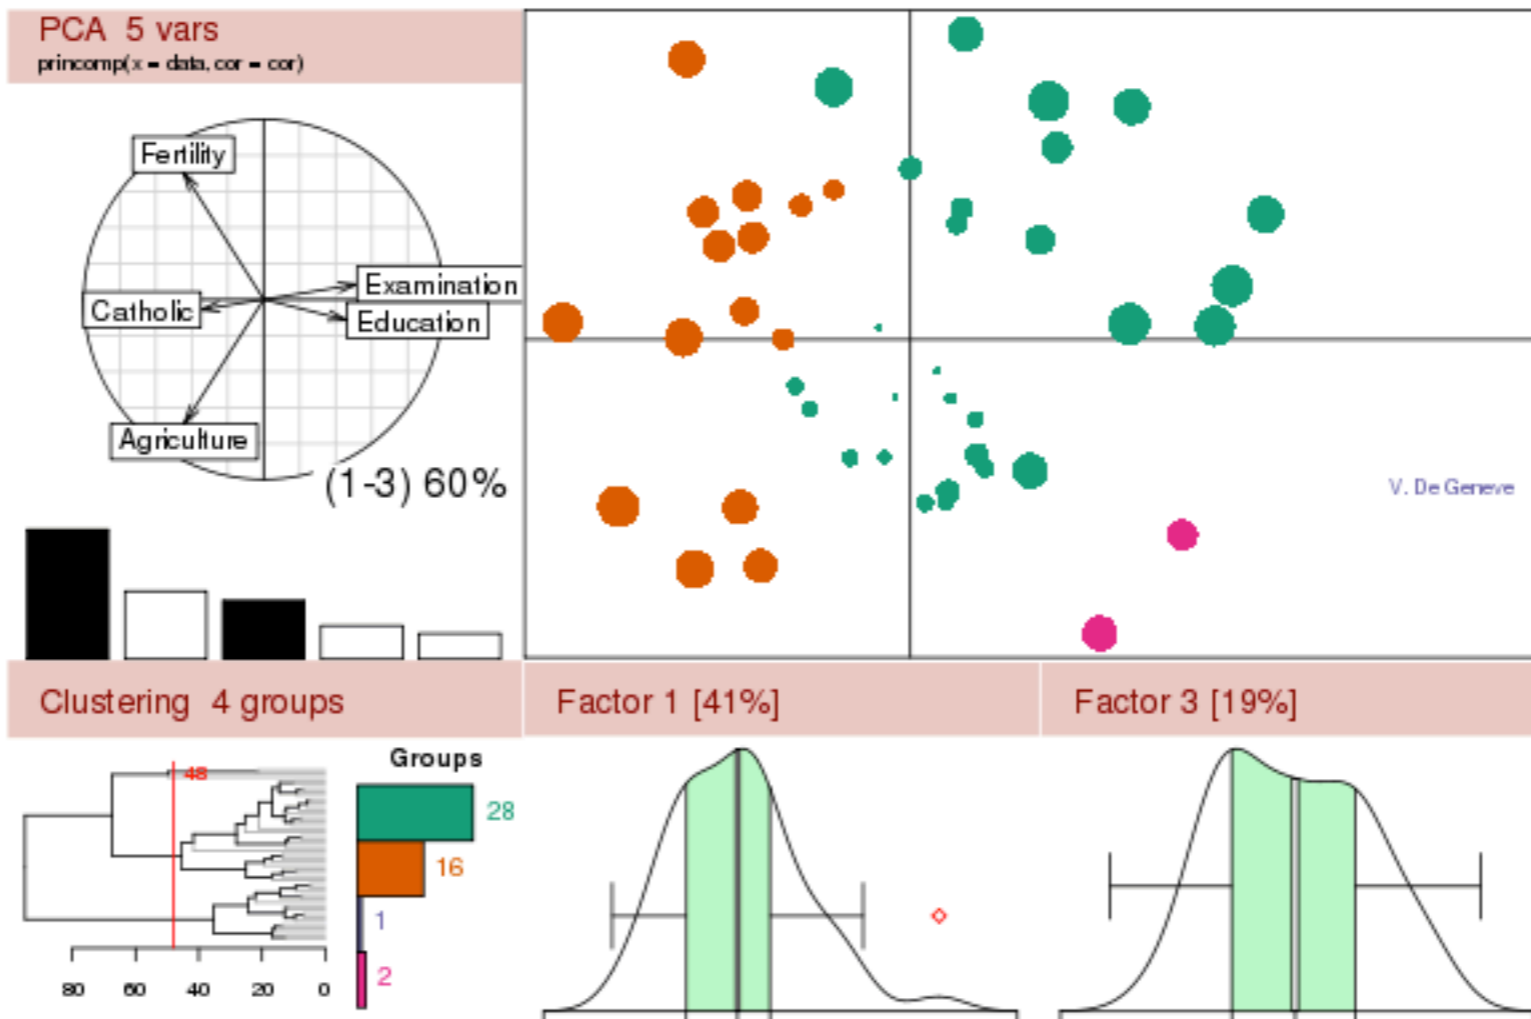 PCA 5 vars
princomp(x = data, cor = cor)
Fertility
Examination
Catholic
Education
Agriculture
(1-3) 60%
V. De Geneve
Clustering 4 groups
Factor 1 [41%]
Factor 3 [19%]
48
Groups
28
16
1
2
80 60 40 20 0